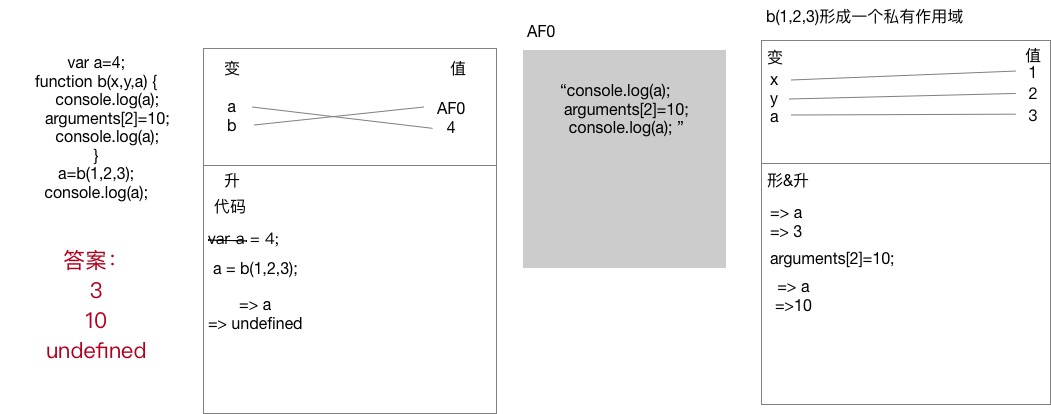 var a=4;
function b(x,y,a) {
console.log(a);
arguments[2]=10;
console.log(a);
}
a=b(1,2,3);
console.log(a);
答案：
3
10
undefined
变 值
a AF0
b 4
升
代码
var a = 4;
a = b(1,2,3);
=> a
=> undefined
AF0
“console.log(a);
arguments[2]=10;
console.log(a); ”
b(1,2,3)形成一个私有作用域
变 值
x 1
y 2
a 3
形&升
=> a
=> 3
arguments[2]=10;
=> a
=>10